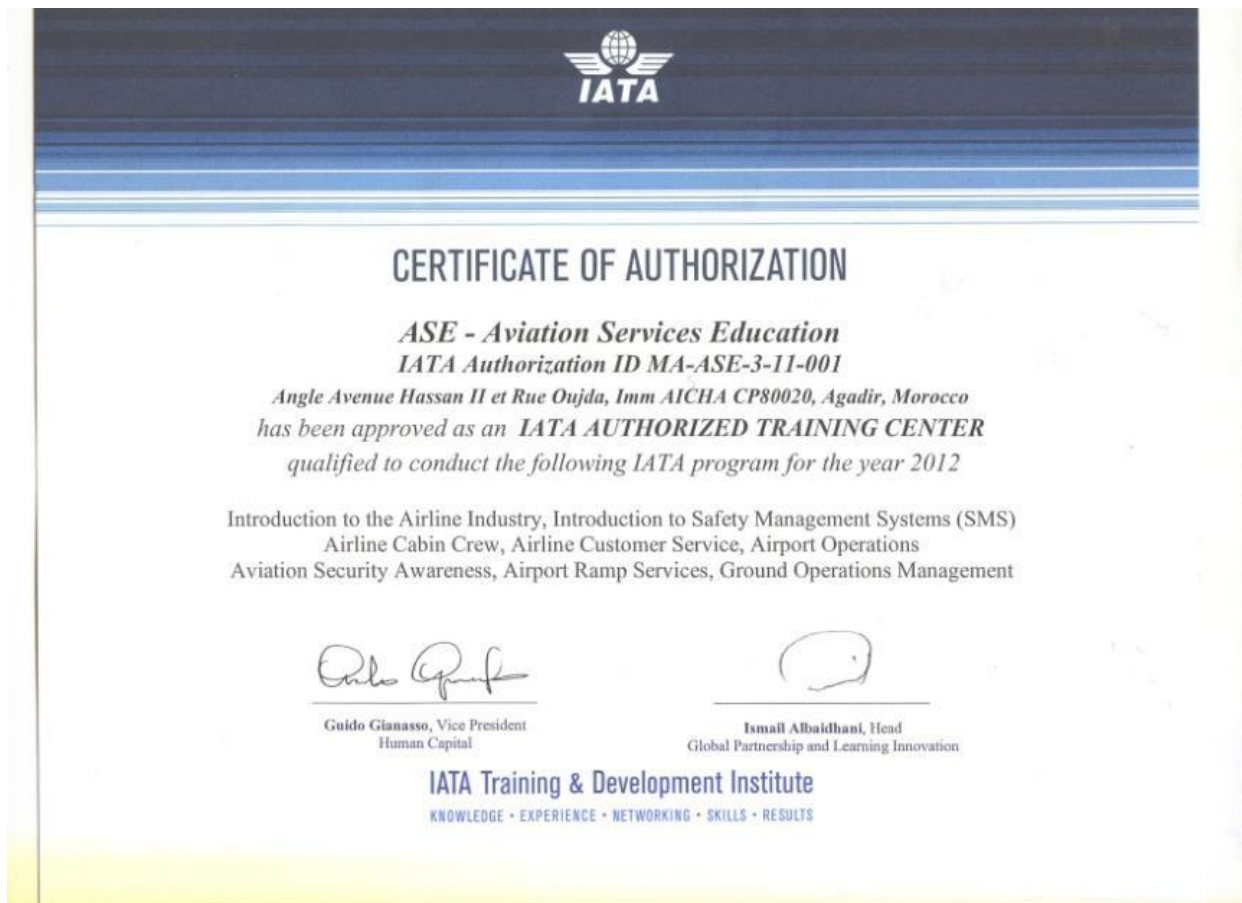 IATA
CERTIFICATE OF AUTHORIZATION
ASE - Aviation Services Education
IATA Authorization ID MA-ASE-3-11-001
Angle Avenue Hassan II et Rue Oujda, Imm AICHA CP80020, Agadir, Morocco
has been approved as an IATA AUTHORIZED TRAINING CENTER
qualified to conduct the following IATA program for the year 2012
Introduction to the Airline Industry, Introduction to Safety Management Systems (SMS)
Airline Cabin Crew, Airline Customer Service, Airport Operations
Aviation Security Awareness, Airport Ramp Services, Ground Operations Management
Guido Gianasso, Vice President
Human Capital
Ismail Albaidhani, Head
Global Partnership and Learning Innovation
IATA Training & Development Institute
KNOWLEDGE • EXPERIENCE • NETWORKING • SKILLS • RESULTS